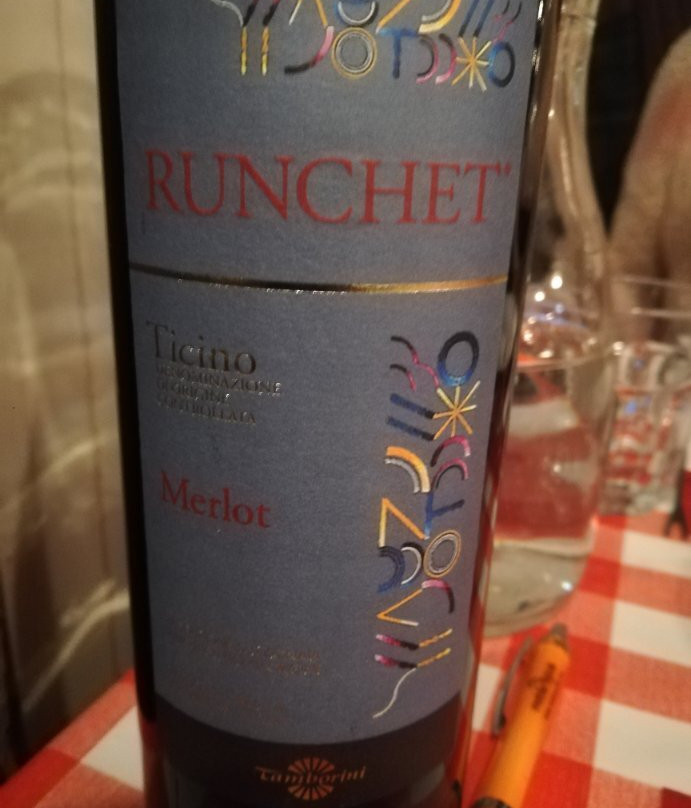 RUNCHET
Ticino
DENOMINAZIONE
DI ORIGINE
CONTROLLATA
Merlot
Tamborini